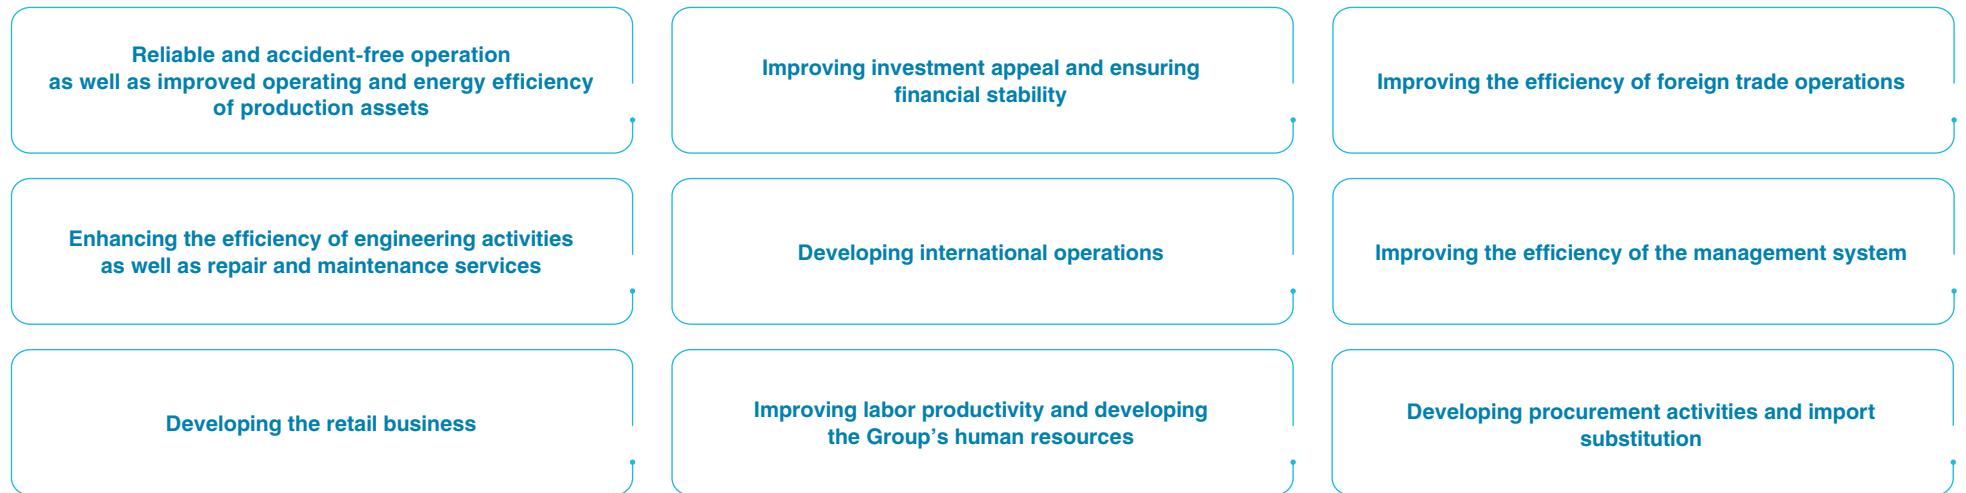 Reliable and accident-free operation
as well as improved operating and energy efficiency
of production assets
Improving investment appeal and ensuring
financial stability
Improving the efficiency of foreign trade operations
Enhancing the efficiency of engineering activities
as well as repair and maintenance services
Developing international operations
Improving the efficiency of the management system
Developing the retail business
Improving labor productivity and developing
the Group’s human resources
Developing procurement activities and import
substitution